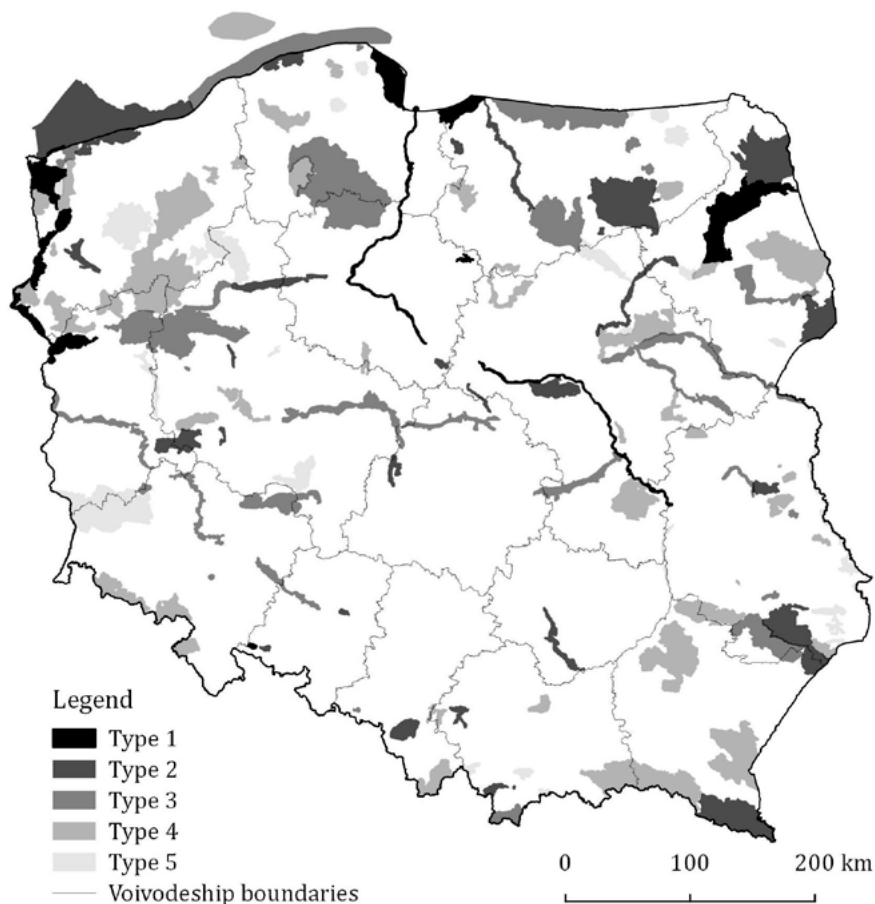 Legend
Type 1
Type 2
Type 3
Type 4
Type 5
Voivodeship boundaries
0 100 200 km